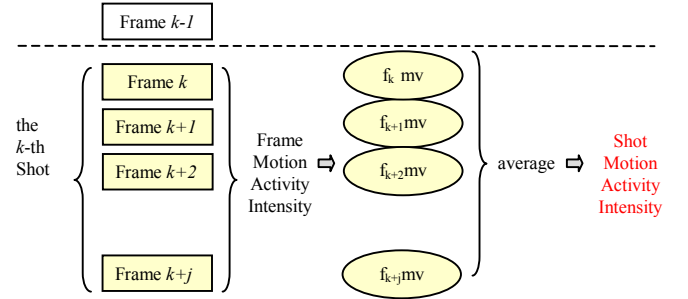 Frame k-1
the
k-th
Shot
Frame k
Frame k+1
Frame k+2
Frame k+j
Frame
Motion
Activity
Intensity
fk mv
fk+1mv
fk+2mv
fk+jmv
average
Shot
Motion
Activity
Intensity